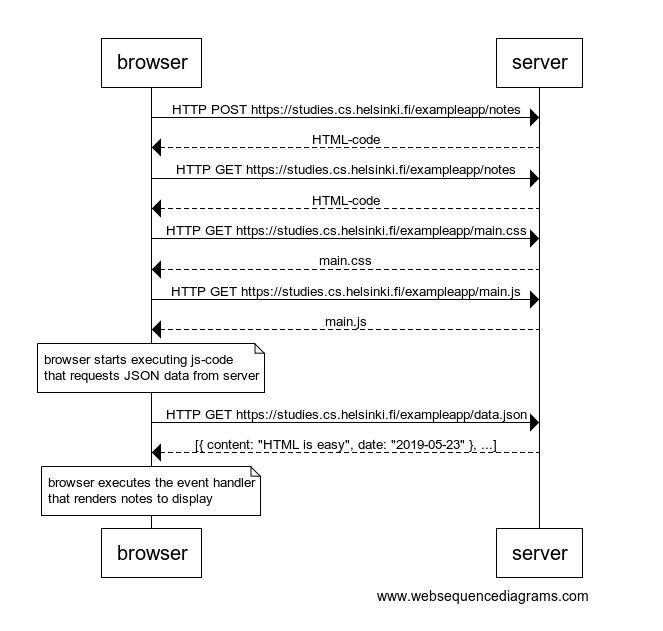 browser
server
HTTP POST https://studies.cs.helsinki.fi/exampleapp/notes
HTML-code
HTTP GET https://studies.cs.helsinki.fi/exampleapp/notes
HTML-code
HTTP GET https://studies.cs.helsinki.fi/exampleapp/main.css
main.css
HTTP GET https://studies.cs.helsinki.fi/exampleapp/main.js
main.js
browser starts executing js-code
that requests JSON data from server
HTTP GET https://studies.cs.helsinki.fi/exampleapp/data.json
[{ content: "HTML is easy", date: "2019-05-23" }, ...]
browser executes the event handler
that renders notes to display
browser
server
www.websequencediagrams.com